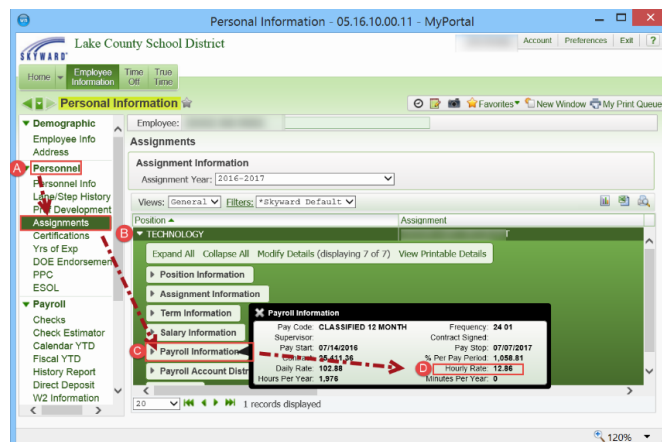 Personal Information - 05.16.10.00.11 - MyPortal
SKYWARD
Lake County School District
Account Preferences Exit ?
Home Employee Information Time Off True Time
Personal Information
Favorites New Window My Print Queue
Demographic
Employee Info
Address
A Personnel
Personnel Info
Lane/Step History
Development
Assignments
Certifications
Yrs of Exp
DOE Endorsemen
PPC
ESOL
Payroll
Checks
Check Estimator
Calendar YTD
Fiscal YTD
History Report
Direct Deposit
W2 Information
Employee:
Assignments
Assignment Information
Assignment Year: 2016-2017
Views: General Filters: *Skyward Default
Position Assignment
B TECHNOLOGY
Expand All Collapse All Modify Details (displaying 7 of 7) View Printable Details
Position Information
Assignment Information
Term Information
Salary Information
C Payroll Information
Payroll Account Distr
Payroll Information
Pay Code: CLASSIFIED 12 MONTH Frequency: 24 01
Supervisor: Contract Signed:
Pay Start: 07/14/2016 Pay Stop: 07/07/2017
Contract: 25,411.36 % Per Pay Period: 1,058.81
Daily Rate: 102.88 D Hourly Rate: 12.86
Hours Per Year: 1,976 Minutes Per Year: 0
20 1 records displayed
120%